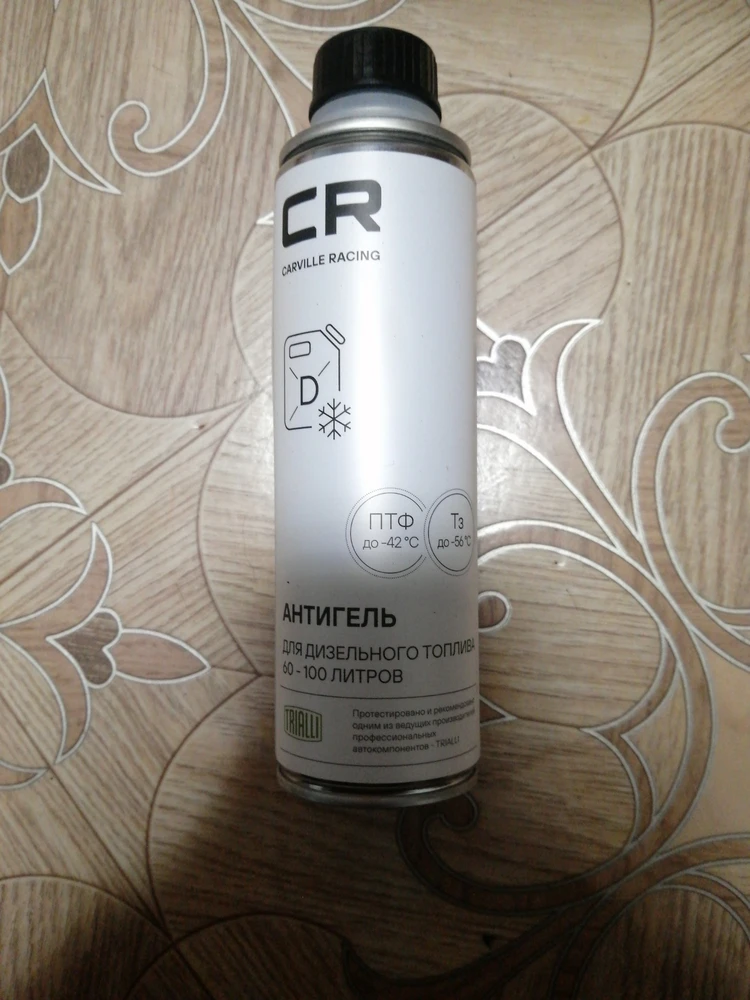 CR
CARVILLE RACING
D
ПТФ
до -42 °C
Тз
до -56 °C
АНТИГЕЛЬ
ДЛЯ ДИЗЕЛЬНОГО ТОПЛИВА
60 - 100 ЛИТРОВ
TRIALLI
Протестировано и рекомендовано
одним из ведущих производителей
профессиональных
автокомпонентов - TRIALLI